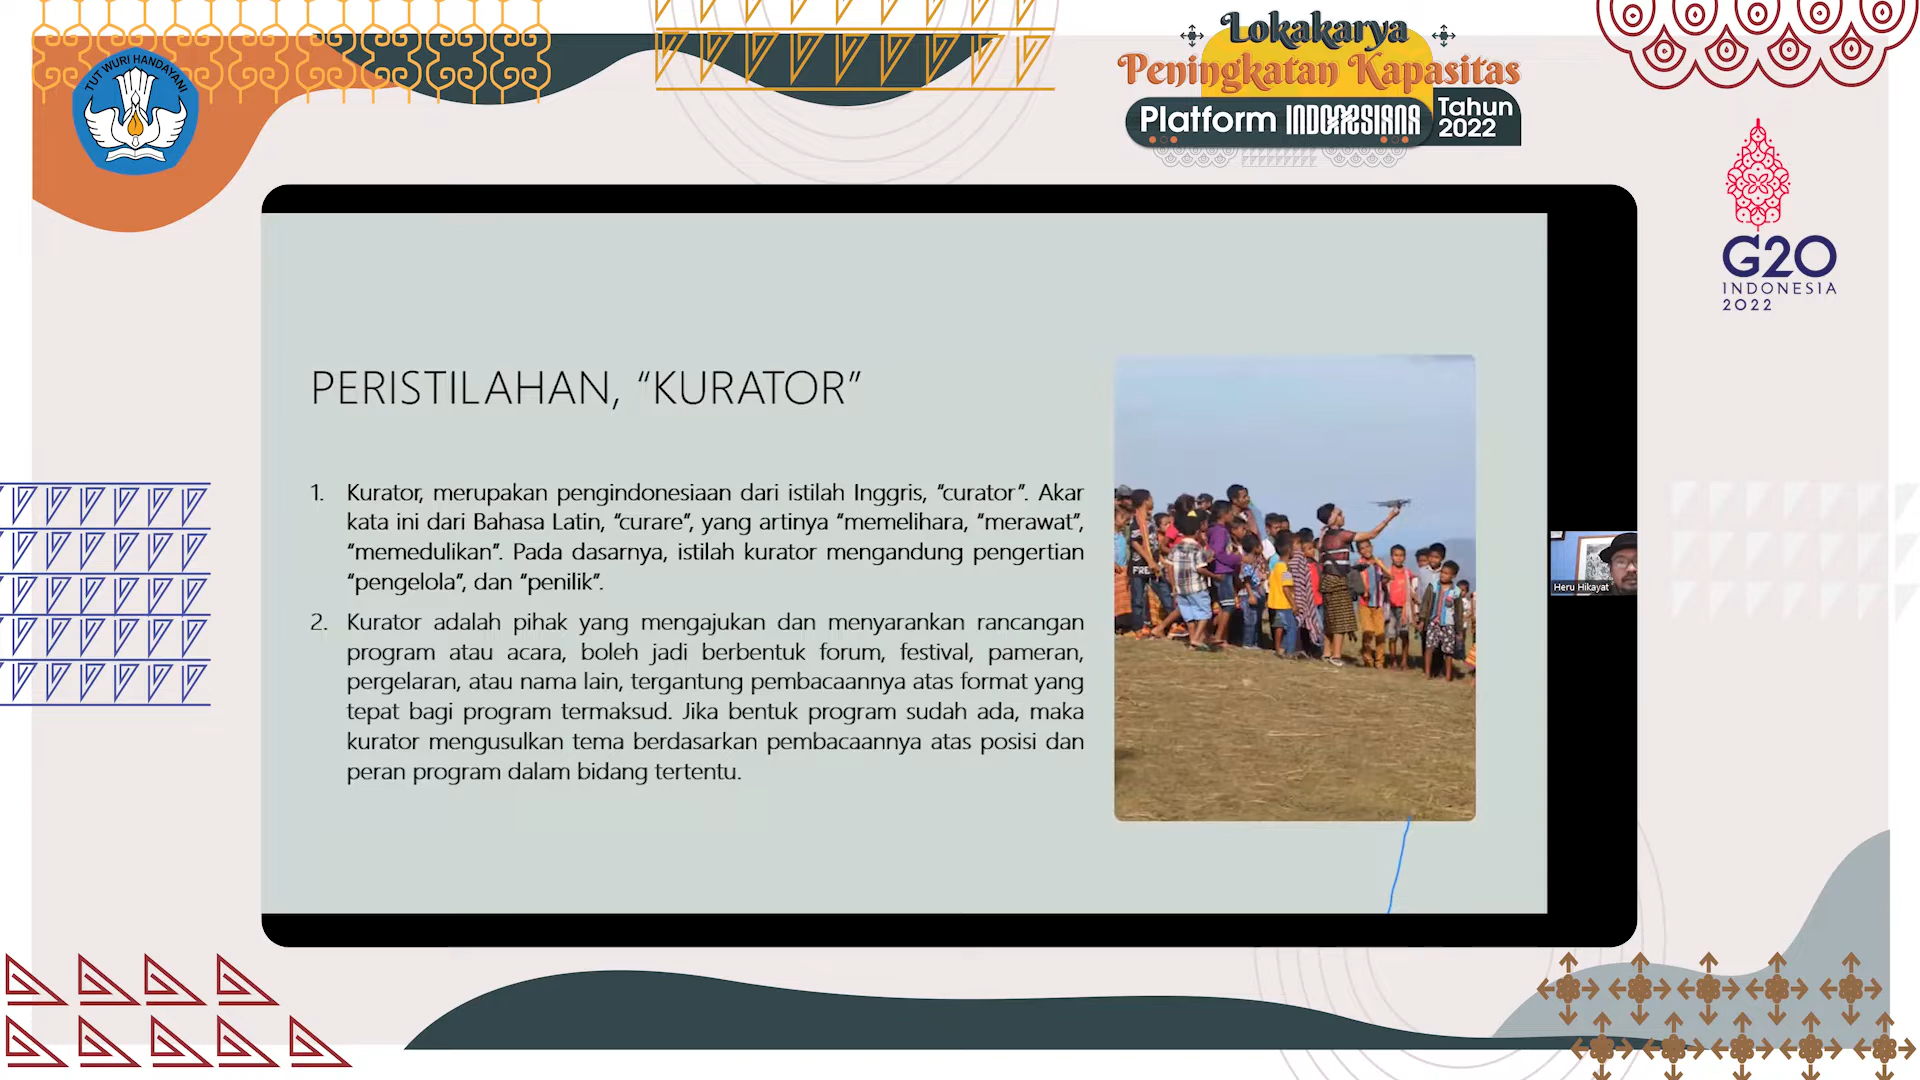 TUT WURI HANDAYANI
Lokakarya
Peningkatan Kapasitas
Platform INDONESIANA Tahun 2022
G20
INDONESIA
2022
PERISTILAHAN, “KURATOR”
1. Kurator, merupakan pengindonesiaan dari istilah Inggris, “curator”. Akar
kata ini dari Bahasa Latin, “curare”, yang artinya “memelihara, “merawat”,
“memedulikan”. Pada dasarnya, istilah kurator mengandung pengertian
“pengelola”, dan “penilik”.
2. Kurator adalah pihak yang mengajukan dan menyarankan rancangan
program atau acara, boleh jadi berbentuk forum, festival, pameran,
pergelaran, atau nama lain, tergantung pembacaannya atas format yang
tepat bagi program termaksud. Jika bentuk program sudah ada, maka
kurator mengusulkan tema berdasarkan pembacaannya atas posisi dan
peran program dalam bidang tertentu.
FRE
Heru Hikayat